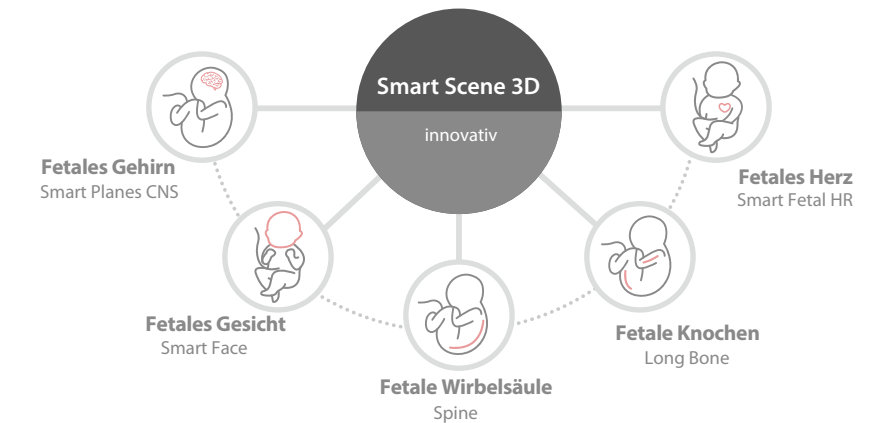 Smart Scene 3D
innovativ
Fetales Gehirn
Smart Planes CNS
Fetales Gesicht
Smart Face
Fetale Wirbelsäule
Spine
Fetale Knochen
Long Bone
Fetales Herz
Smart Fetal HR